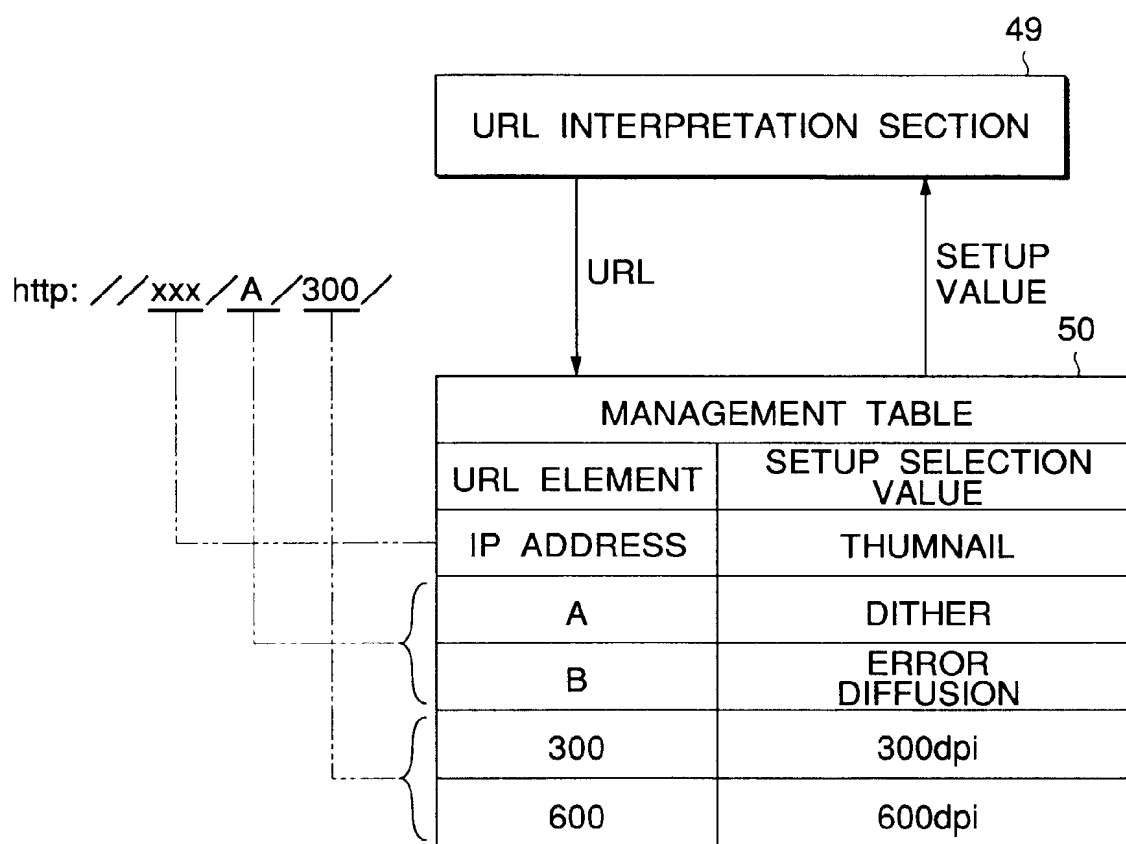 49
URL INTERPRETATION SECTION
URL
SETUP
VALUE
http: //xxx/A/300/
50
MANAGEMENT TABLE
URL ELEMENT
SETUP SELECTION
VALUE
IP ADDRESS
THUMNAIL
A
DITHER
B
ERROR
DIFFUSION
300
300dpi
600
600dpi